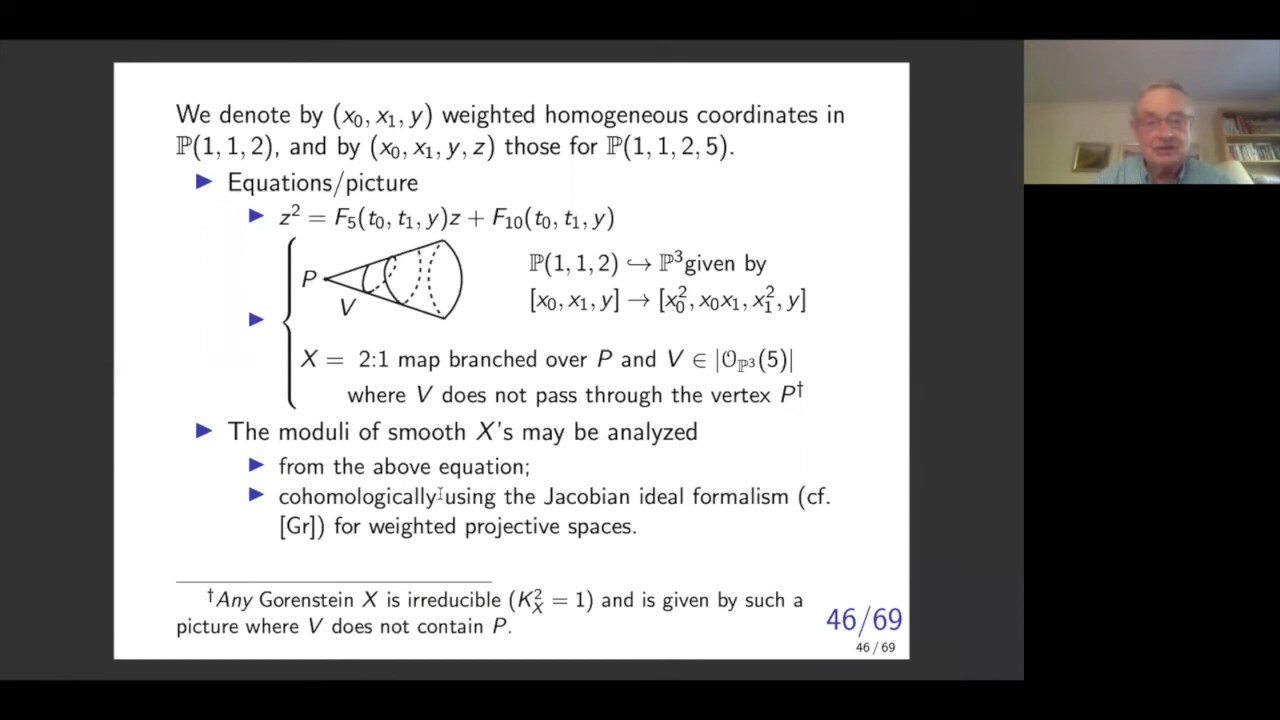 We denote by (x₀, x₁, y) weighted homogeneous coordinates in
ℙ(1, 1, 2), and by (x₀, x₁, y, z) those for ℙ(1, 1, 2, 5).
▶ Equations/picture
▶ z² = F₅(t₀, t₁, y)z + F₁₀(t₀, t₁, y)
P
V
ℙ(1, 1, 2) ↪ ℙ³given by
[x₀, x₁, y] → [x₀², x₀x₁, x₁², y]
▶ X = 2:1 map branched over P and V ∈ |𝒪_ℙ³(5)|
where V does not pass through the vertex P†
▶ The moduli of smooth X's may be analyzed
▶ from the above equation;
▶ cohomologically using the Jacobian ideal formalism (cf.
[Gr]) for weighted projective spaces.
†Any Gorenstein X is irreducible (K_X² = 1) and is given by such a
picture where V does not contain P.
46/69
46 / 69